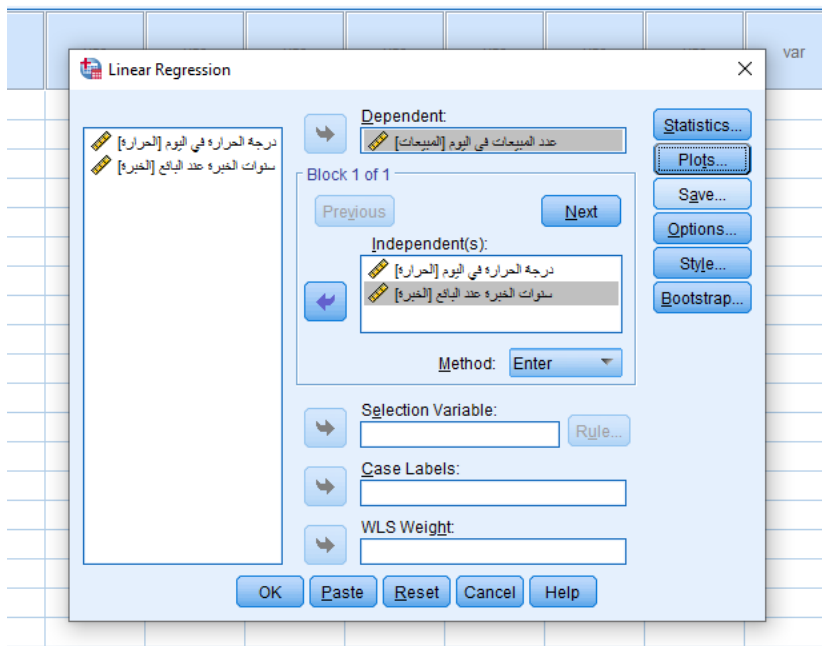 var
Linear Regression
Dependent:
عدد المبيعات في اليوم [المبيعات]
درجة الحرارة في اليوم [الحرارة]
سنوات الخبرة عند البائع [الخبرة]
Block 1 of 1
Previous
Next
Independent(s):
درجة الحرارة في اليوم [الحرارة]
سنوات الخبرة عند البائع [الخبرة]
Method: Enter
Selection Variable:
Rule...
Case Labels:
WLS Weight:
Statistics...
Plots...
Save...
Options...
Style...
Bootstrap...
OK Paste Reset Cancel Help